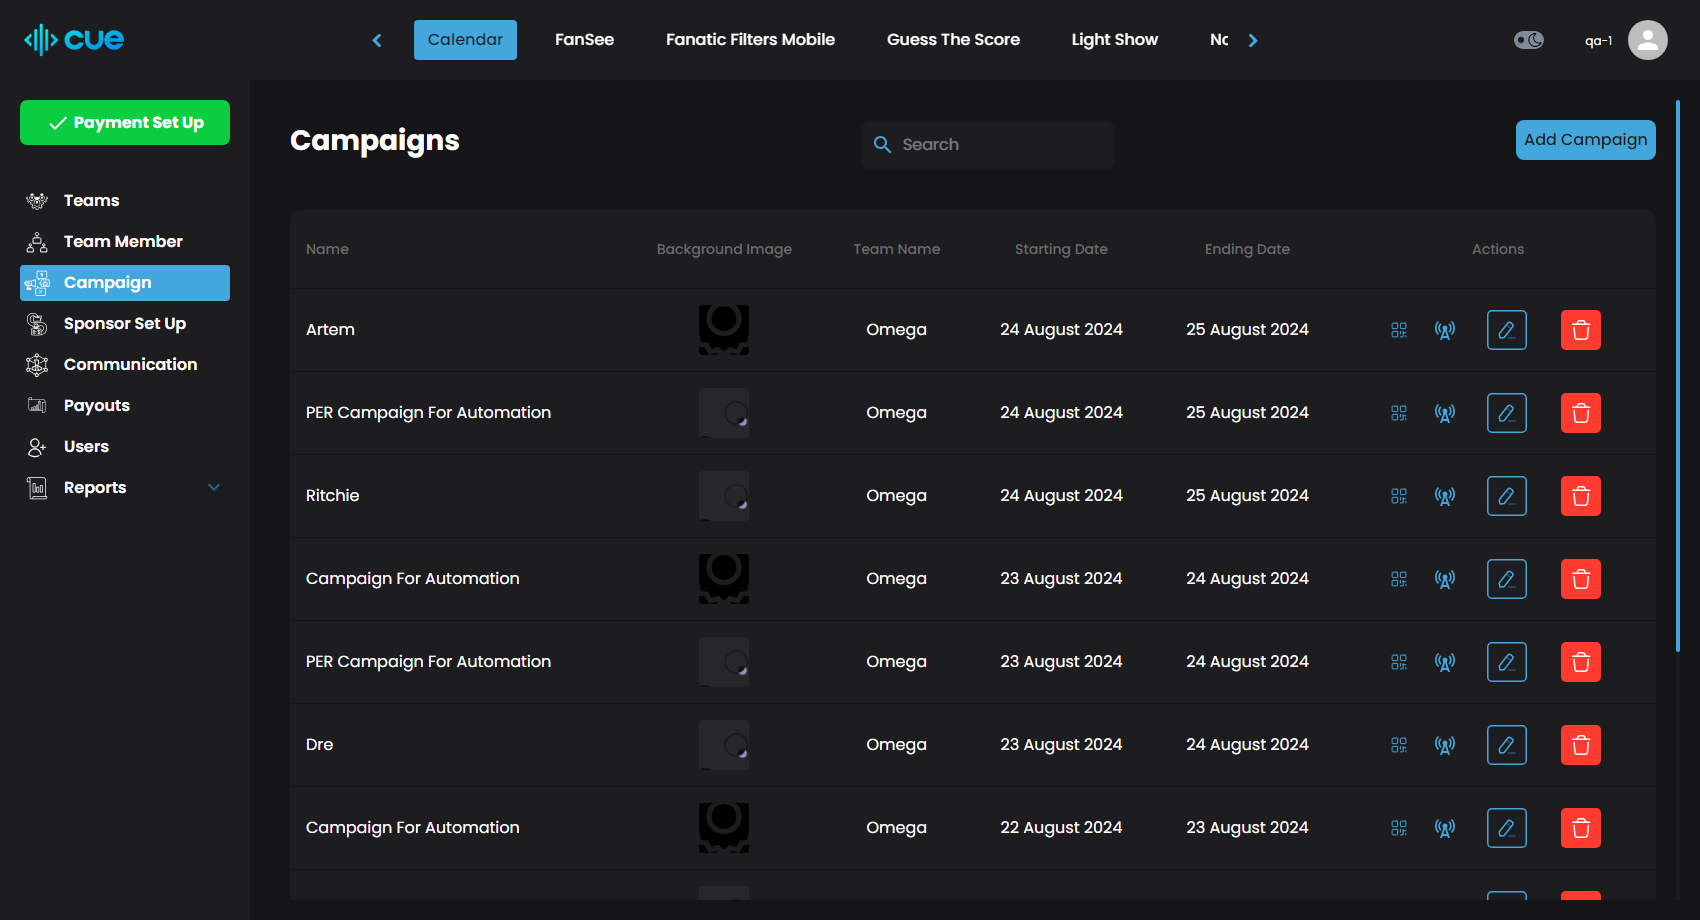 cue
Calendar
FanSee
Fanatic Filters Mobile
Guess The Score
Light Show
qa-1
Payment Set Up
Teams
Team Member
Campaign
Sponsor Set Up
Communication
Payouts
Users
Reports
Campaigns
Search
Add Campaign
Name Background Image Team Name Starting Date Ending Date Actions
Artem Omega 24 August 2024 25 August 2024
PER Campaign For Automation Omega 24 August 2024 25 August 2024
Ritchie Omega 24 August 2024 25 August 2024
Campaign For Automation Omega 23 August 2024 24 August 2024
PER Campaign For Automation Omega 23 August 2024 24 August 2024
Dre Omega 23 August 2024 24 August 2024
Campaign For Automation Omega 22 August 2024 23 August 2024